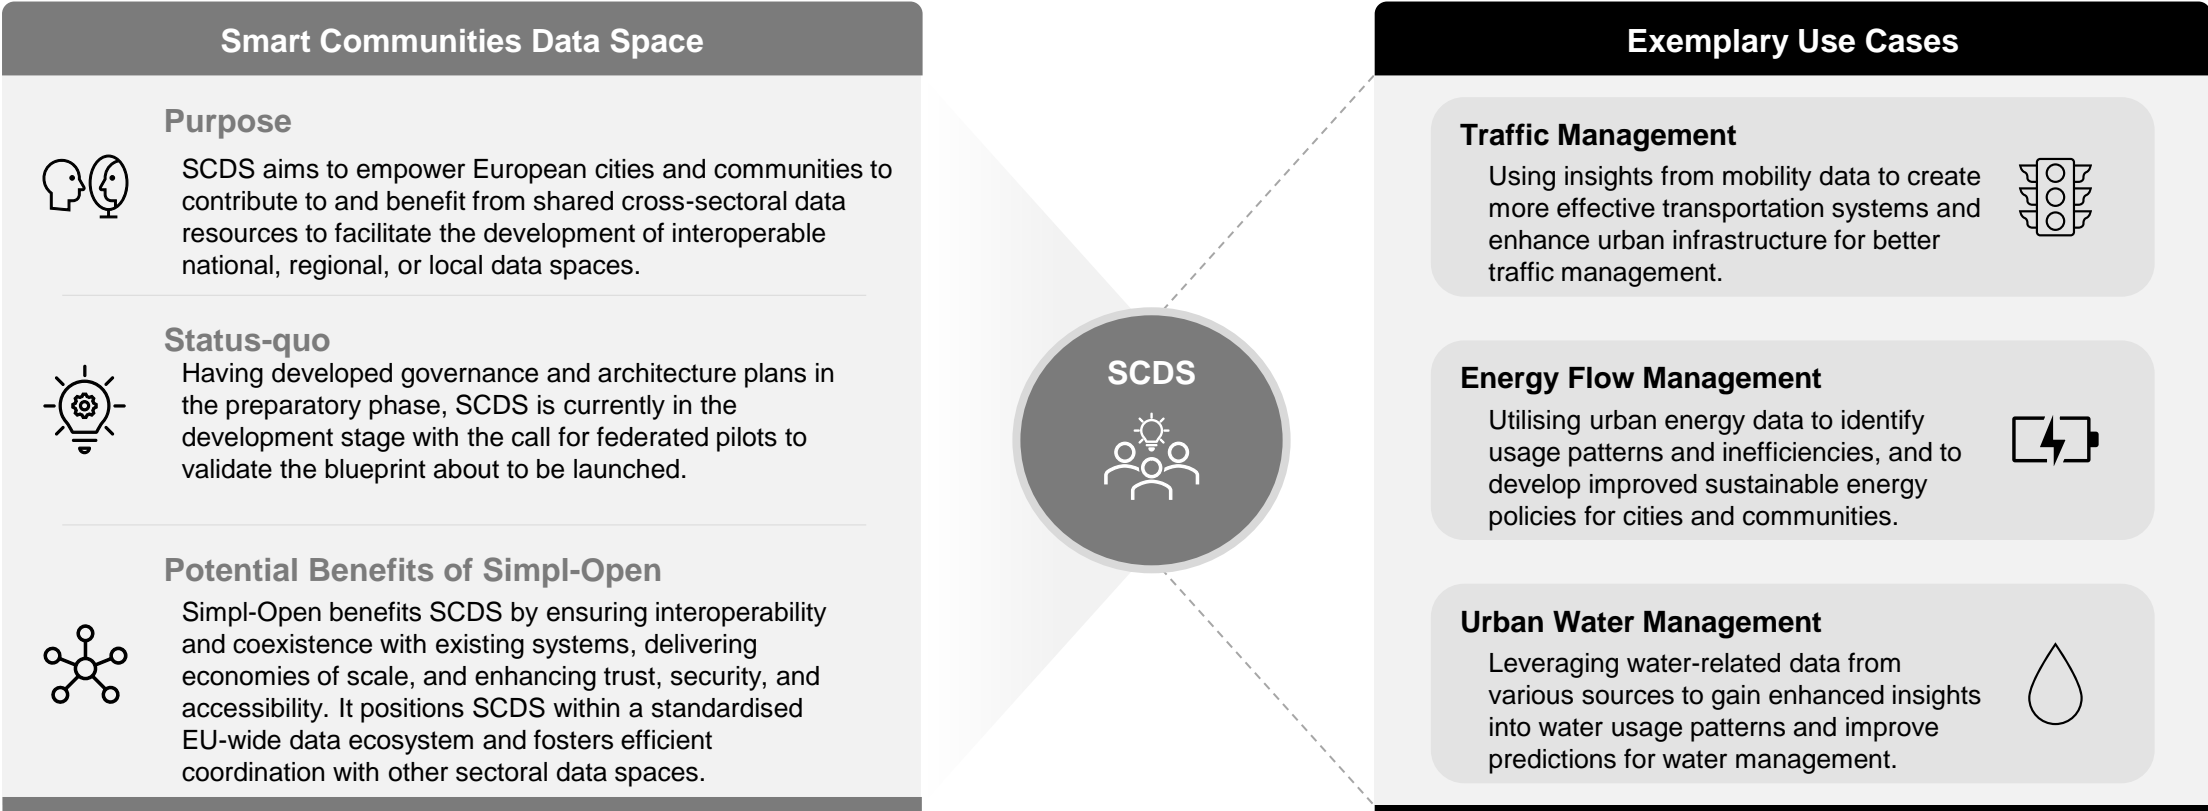 Smart Communities Data Space
Purpose
SCDS aims to empower European cities and communities to
contribute to and benefit from shared cross-sectoral data
resources to facilitate the development of interoperable
national, regional, or local data spaces.
Status-quo
Having developed governance and architecture plans in
the preparatory phase, SCDS is currently in the
development stage with the call for federated pilots to
validate the blueprint about to be launched.
Potential Benefits of Simpl-Open
Simpl-Open benefits SCDS by ensuring interoperability
and coexistence with existing systems, delivering
economies of scale, and enhancing trust, security, and
accessibility. It positions SCDS within a standardised
EU-wide data ecosystem and fosters efficient
coordination with other sectoral data spaces.
SCDS
Exemplary Use Cases
Traffic Management
Using insights from mobility data to create
more effective transportation systems and
enhance urban infrastructure for better
traffic management.
Energy Flow Management
Utilising urban energy data to identify
usage patterns and inefficiencies, and to
develop improved sustainable energy
policies for cities and communities.
Urban Water Management
Leveraging water-related data from
various sources to gain enhanced insights
into water usage patterns and improve
predictions for water management.